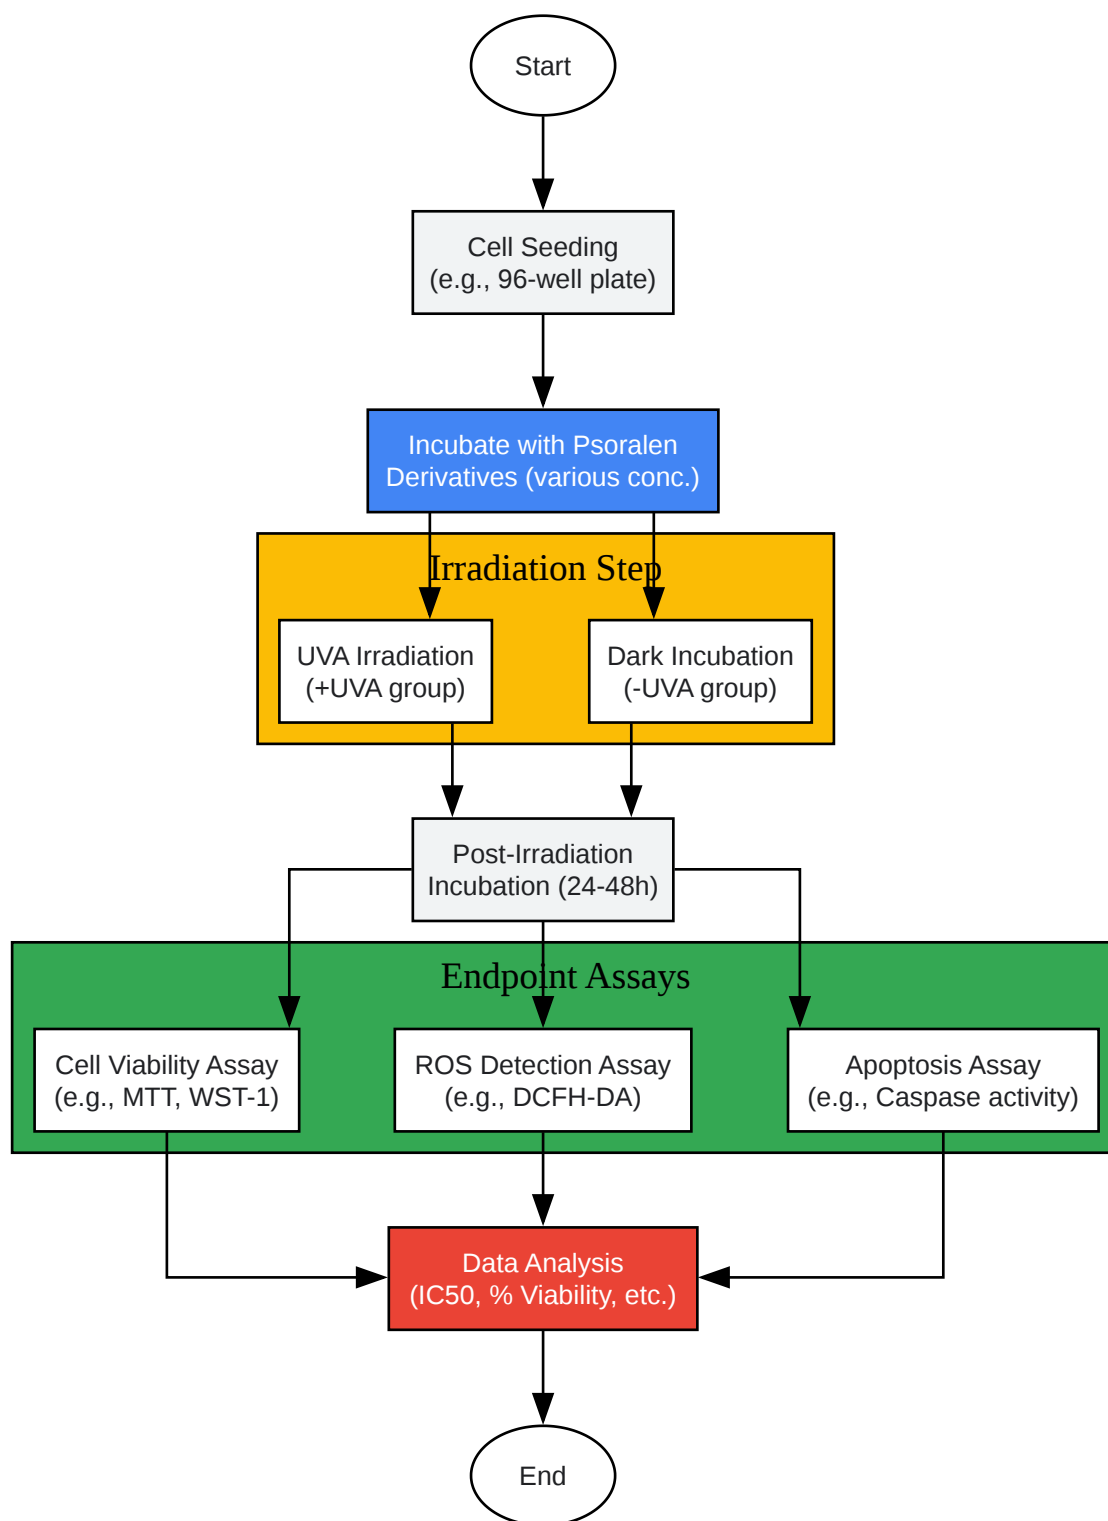 Start
Cell Seeding
(e.g., 96-well plate)
Incubate with Psoralen
Derivatives (various conc.)
Irradiation Step
UVA Irradiation
(+UVA group)
Dark Incubation
(-UVA group)
Post-Irradiation
Incubation (24-48h)
Endpoint Assays
Cell Viability Assay
(e.g., MTT, WST-1)
ROS Detection Assay
(e.g., DCFH-DA)
Apoptosis Assay
(e.g., Caspase activity)
Data Analysis
(IC50, % Viability, etc.)
End